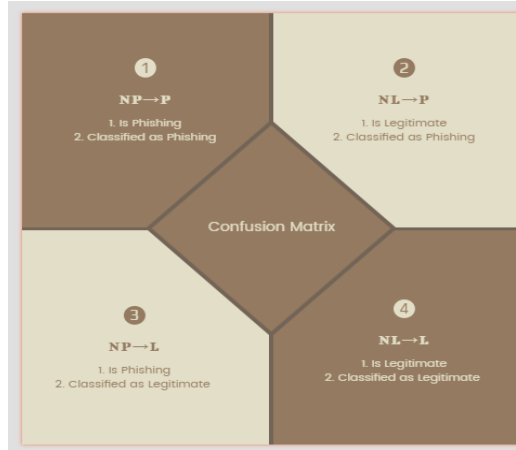 1
NP→P
1. Is Phishing
2. Classified as Phishing
2
NL→P
1. Is Legitimate
2. Classified as Phishing
Confusion Matrix
3
NP→L
1. Is Phishing
2. Classified as Legitimate
4
NL→L
1. Is Legitimate
2. Classified as Legitimate